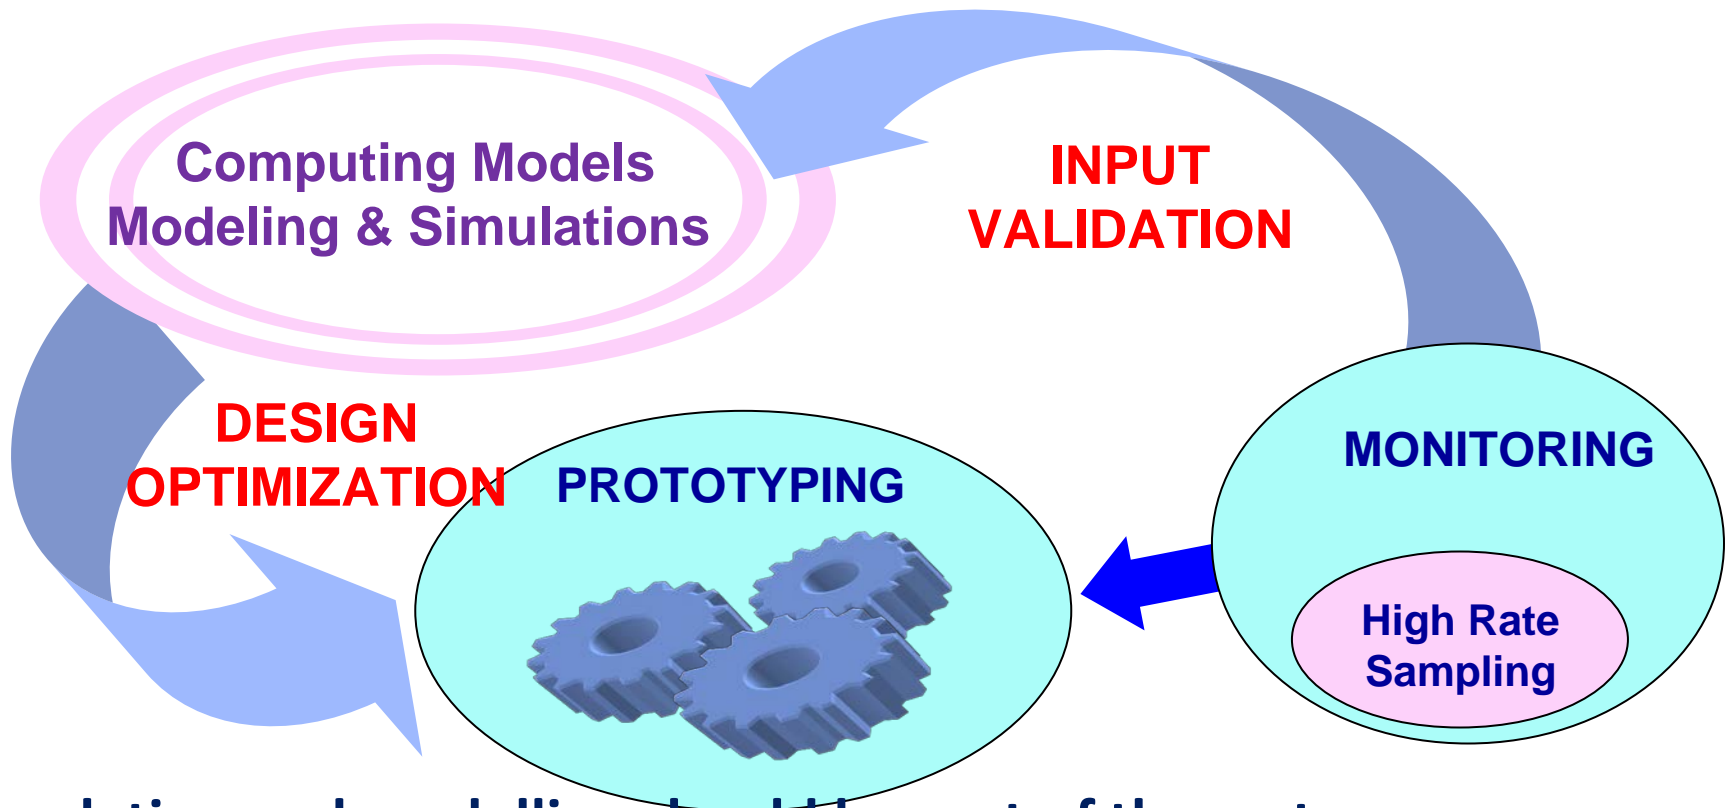 Computing Models
Modeling & Simulations
INPUT
VALIDATION
DESIGN
OPTIMIZATION
PROTOTYPING
MONITORING
High Rate
Sampling